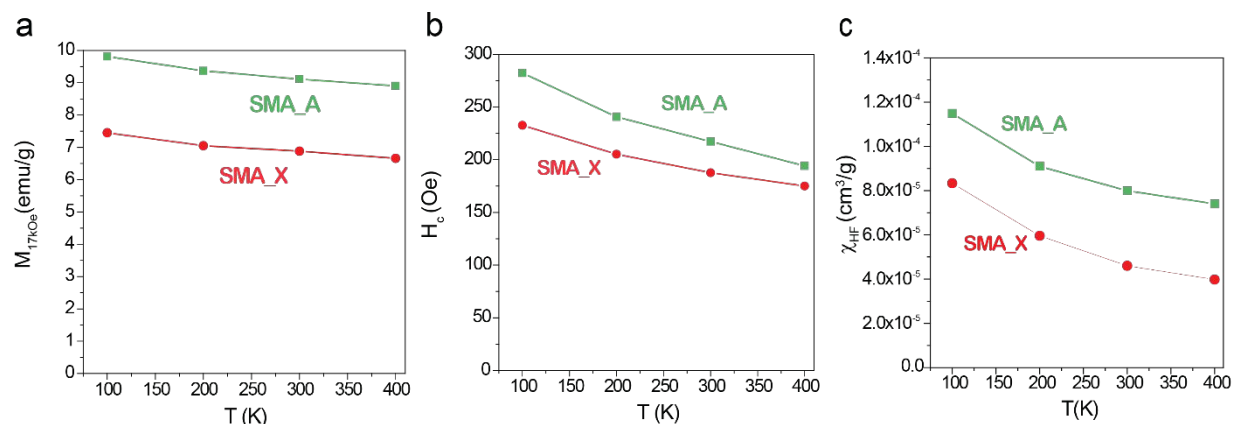 a
10
9
8
7
6
5
4
3
2
1
0
M17kOe(emu/g)
SMA_A
SMA_X
100 150 200 250 300 350 400
T (K)
b
300
250
200
150
100
50
0
Hc (Oe)
SMA_A
SMA_X
100 150 200 250 300 350 400
T (K)
c
1.4x10⁻⁴
1.2x10⁻⁴
1.0x10⁻⁴
8.0x10⁻⁵
6.0x10⁻⁵
4.0x10⁻⁵
2.0x10⁻⁵
0.0
χHF (cm³/g)
SMA_A
SMA_X
100 150 200 250 300 350 400
T(K)